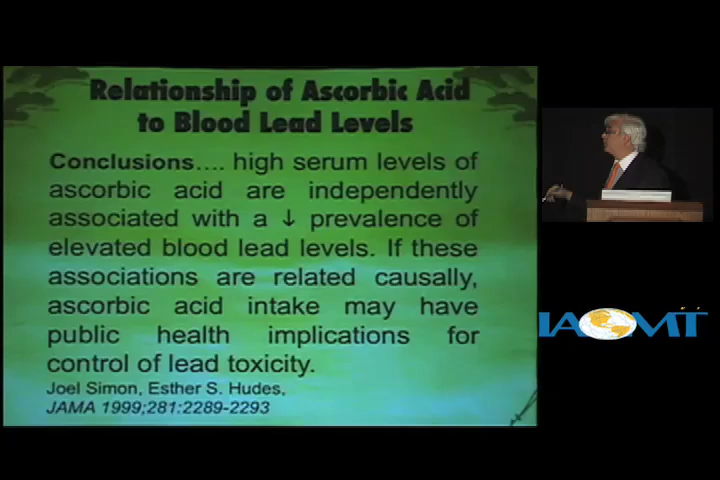 Relationship of Ascorbic Acid
to Blood Lead Levels
Conclusions.... high serum levels of
ascorbic acid are independently
associated with a ↓ prevalence of
elevated blood lead levels. If these
associations are related causally,
ascorbic acid intake may have
public health implications for
control of lead toxicity.
Joel Simon, Esther S. Hudes,
JAMA 1999;281:2289-2293
IAOMT